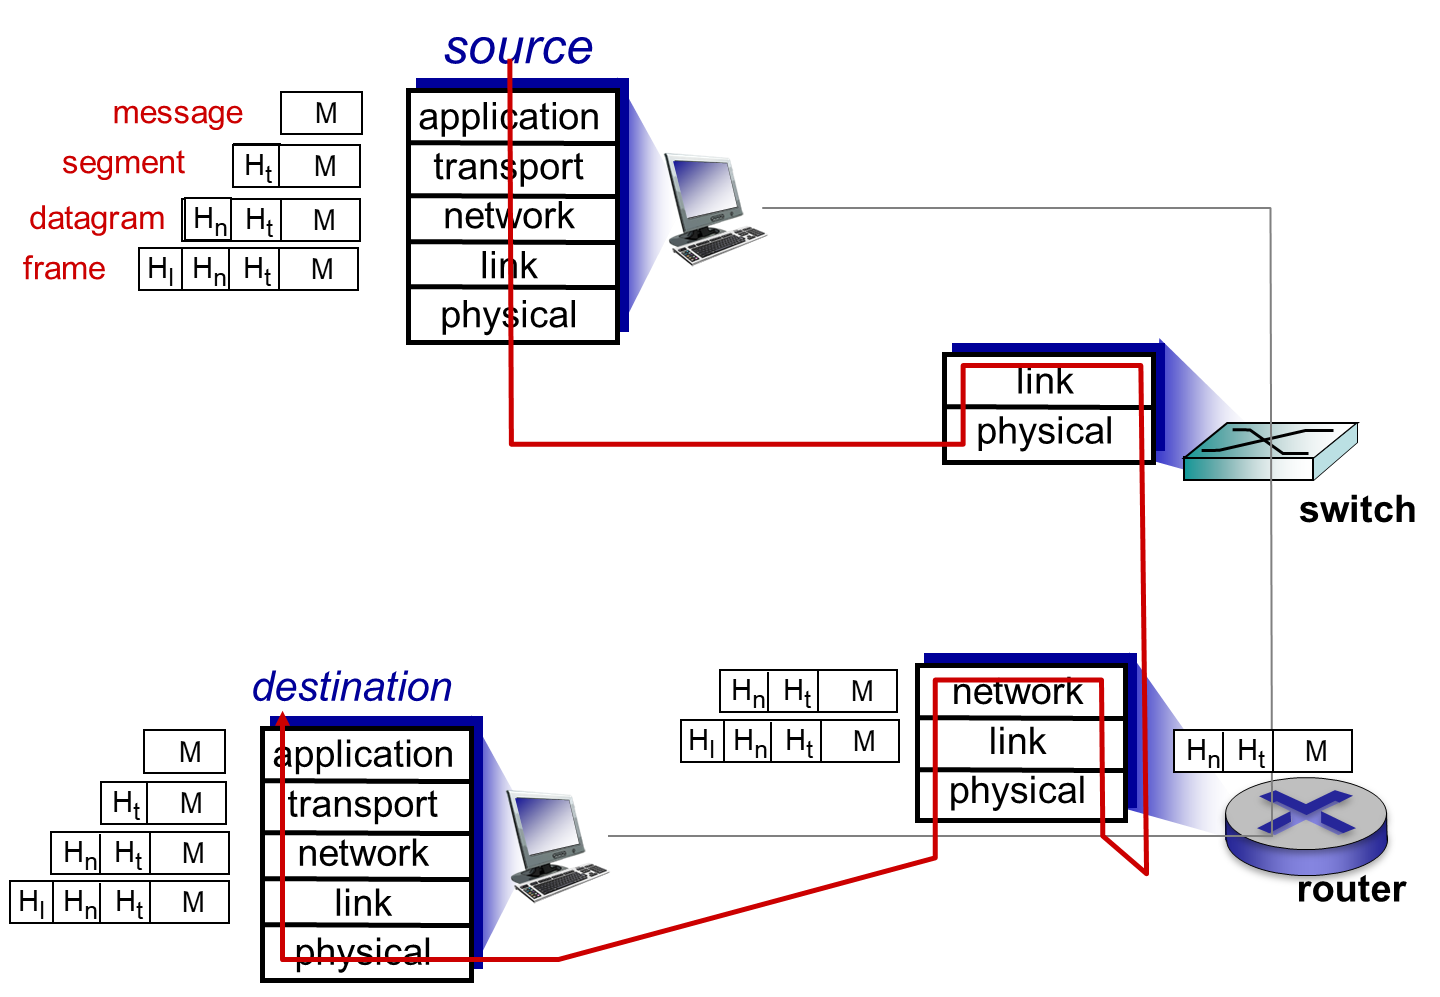 source
message M application
segment Ht M transport
datagram Hn Ht M network
frame Hl Hn Ht M link
physical
link
physical
switch
destination
Hn Ht M network
Hl Hn Ht M link
physical
Hn Ht M
router
M application
Ht M transport
Hn Ht M network
Hl Hn Ht M link
physical